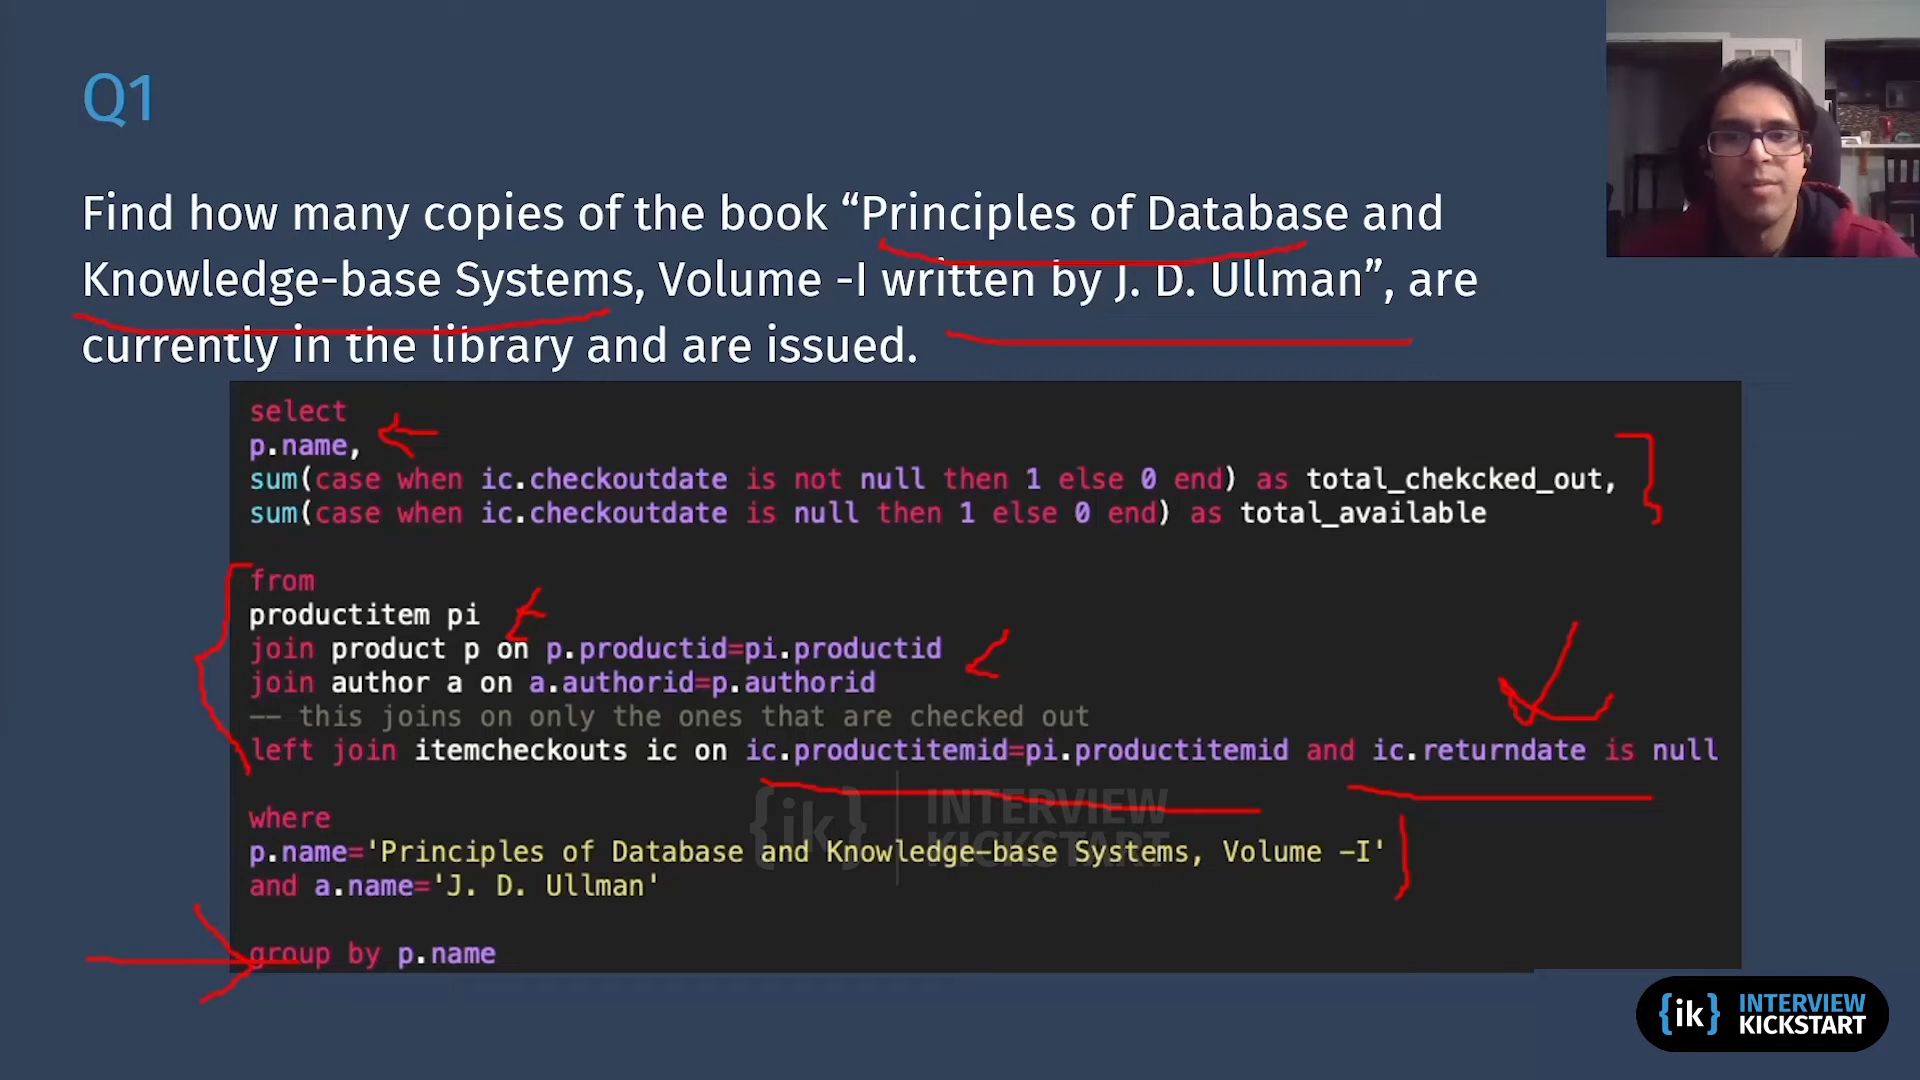 Q1
Find how many copies of the book “Principles of Database and
Knowledge-base Systems, Volume -I written by J. D. Ullman”, are
currently in the library and are issued.
select
p.name,
sum(case when ic.checkoutdate is not null then 1 else 0 end) as total_chekcked_out,
sum(case when ic.checkoutdate is null then 1 else 0 end) as total_available
from
productitem pi
join product p on p.productid=pi.productid
join author a on a.authorid=p.authorid
-- this joins on only the ones that are checked out
left join itemcheckouts ic on ic.productitemid=pi.productitemid and ic.returndate is null
where
p.name='Principles of Database and Knowledge-base Systems, Volume -I'
and a.name='J. D. Ullman'
group by p.name
{ik} INTERVIEW
KICKSTART
{ik} INTERVIEW
KICKSTART